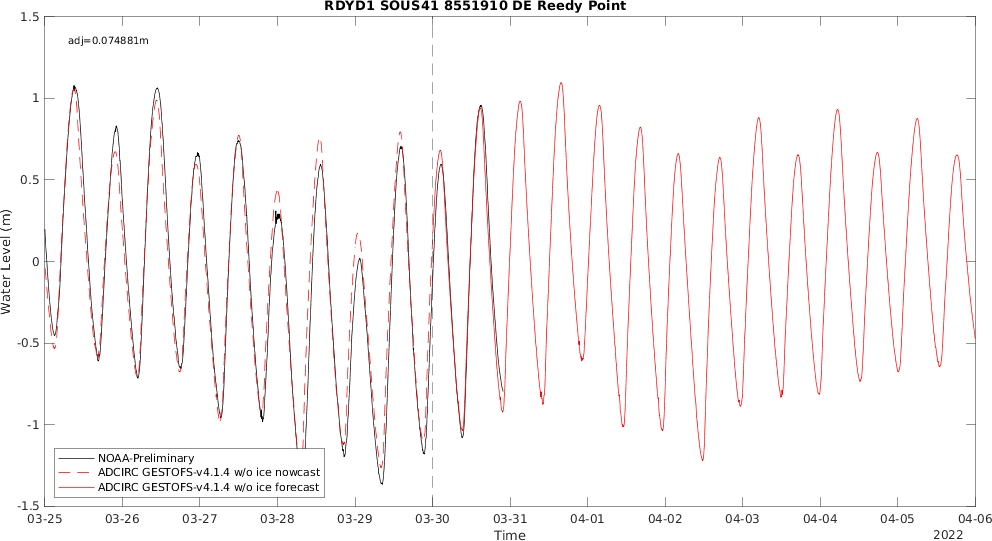 RDYD1 SOUS41 8551910 DE Reedy Point
adj=0.074881m
Water Level (m)
1.5
1
0.5
0
-0.5
-1
-1.5
NOAA-Preliminary
ADCIRC GESTOFS-v4.1.4 w/o ice nowcast
ADCIRC GESTOFS-v4.1.4 w/o ice forecast
03-25 03-26 03-27 03-28 03-29 03-30 03-31 04-01 04-02 04-03 04-04 04-05 04-06
Time
2022